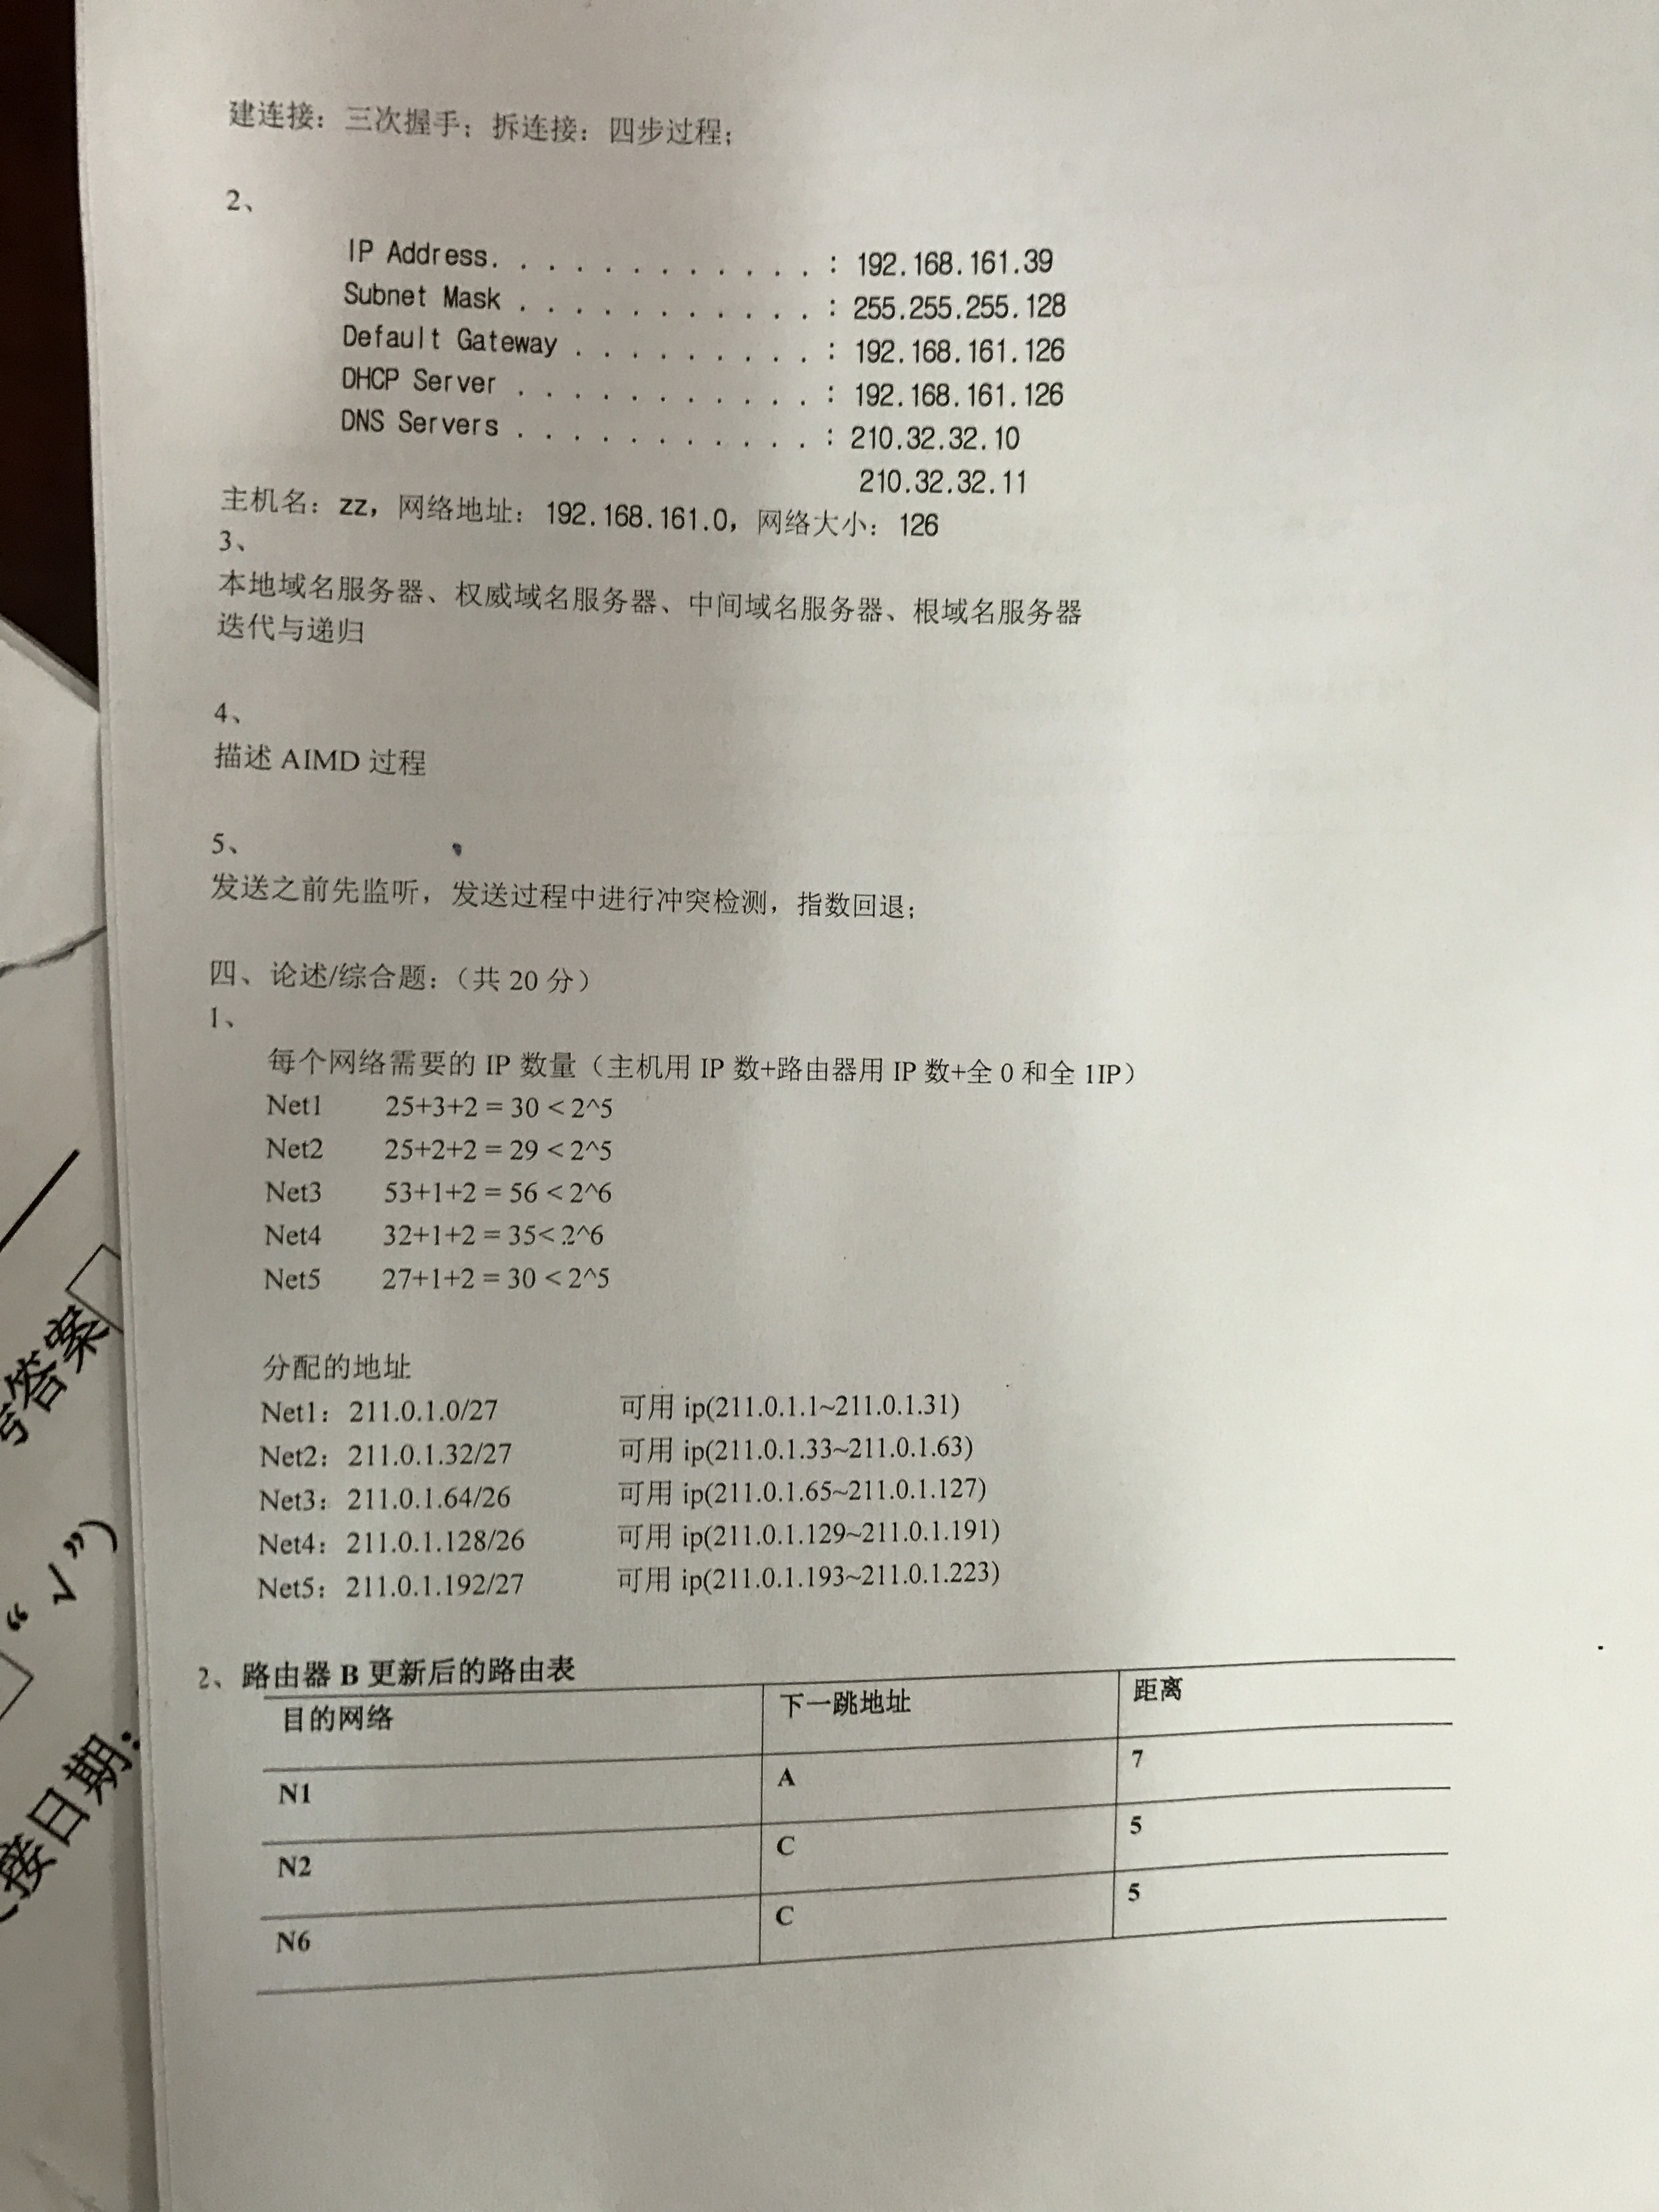 建连接：三次握手；拆连接：四步过程；
2、
IP Address. . . . . . . . . . . . : 192.168.161.39
Subnet Mask . . . . . . . . . . . : 255.255.255.128
Default Gateway . . . . . . . . . : 192.168.161.126
DHCP Server . . . . . . . . . . . : 192.168.161.126
DNS Servers . . . . . . . . . . . : 210.32.32.10
210.32.32.11
主机名：zz，网络地址：192.168.161.0，网络大小：126
3、
本地域名服务器、权威域名服务器、中间域名服务器、根域名服务器
迭代与递归
4、
描述 AIMD 过程
5、
发送之前先监听，发送过程中进行冲突检测，指数回退；
四、论述/综合题：（共 20 分）
1、
每个网络需要的 IP 数量（主机用 IP 数+路由器用 IP 数+全 0 和全 1IP）
Net1 25+3+2 = 30 < 2^5
Net2 25+2+2 = 29 < 2^5
Net3 53+1+2 = 56 < 2^6
Net4 32+1+2 = 35< 2^6
Net5 27+1+2 = 30 < 2^5
分配的地址
Net1：211.0.1.0/27 可用 ip(211.0.1.1~211.0.1.31)
Net2：211.0.1.32/27 可用 ip(211.0.1.33~211.0.1.63)
Net3：211.0.1.64/26 可用 ip(211.0.1.65~211.0.1.127)
Net4：211.0.1.128/26 可用 ip(211.0.1.129~211.0.1.191)
Net5：211.0.1.192/27 可用 ip(211.0.1.193~211.0.1.223)
2、路由器 B 更新后的路由表
目的网络 下一跳地址 距离
N1 A 7
N2 C 5
N6 C 5
答案
“ √ ”)
接日期：